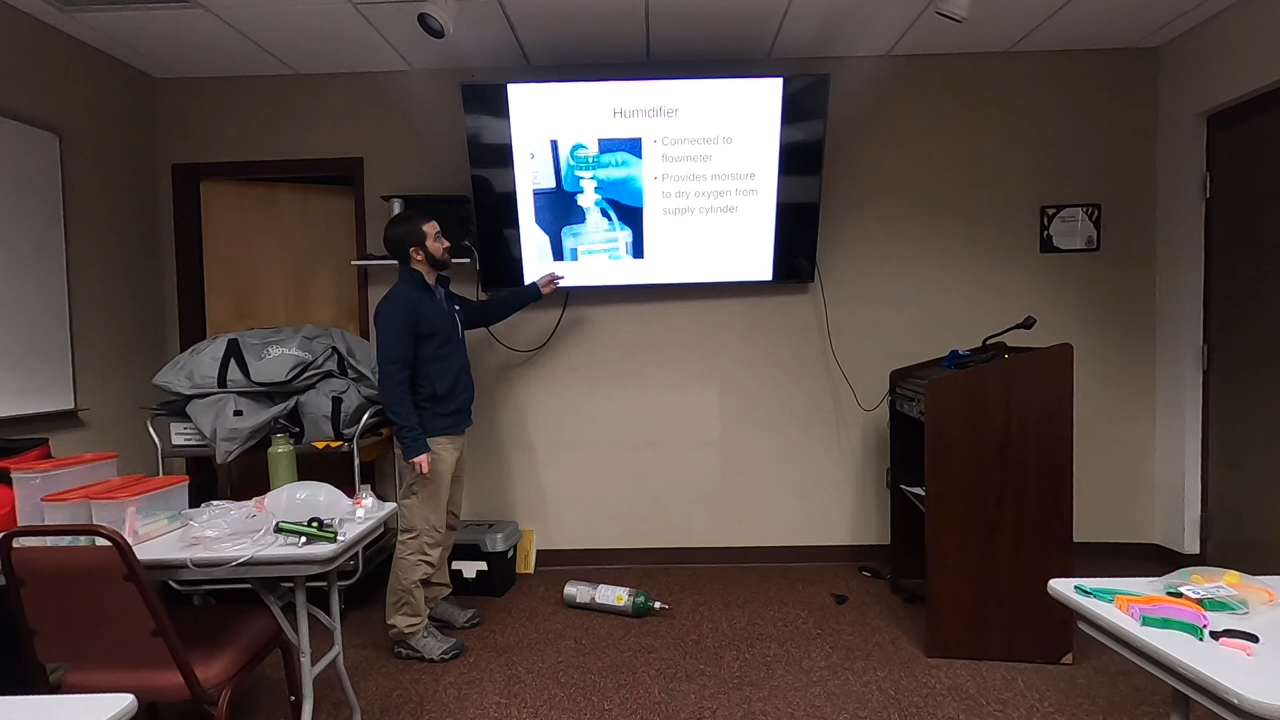 Humidifier
• Connected to
flowmeter
• Provides moisture
to dry oxygen from
supply cylinder